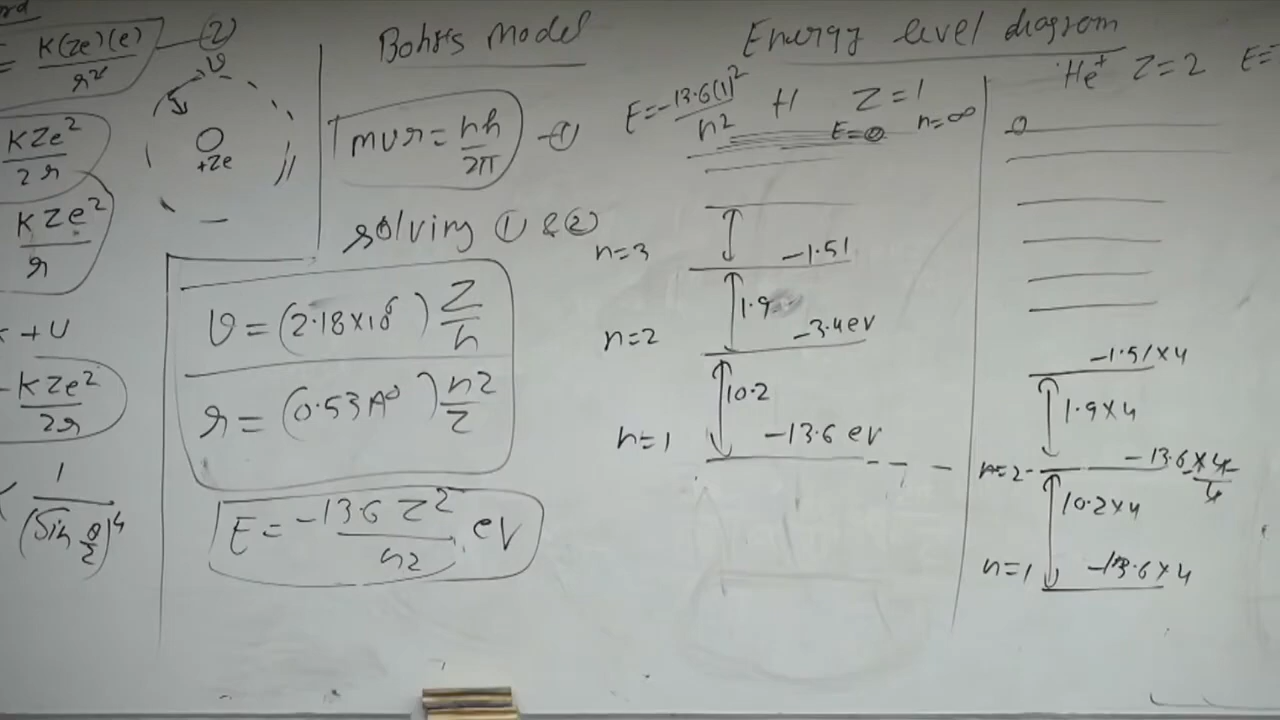 = K(Ze)(e) / r² — ②
v
+Ze
KZe² / 2r
KZe² / r
+ U
- KZe² / 2r
1 / (Sin θ/2)⁴
Bohr's Model
mvr = nh / 2π — ①
solving ① & ②
v = (2.18×10⁶) Z / n
r = (0.53A°) n² / Z
E = -13.6 Z² / n² ev
Energy level diagram
E = -13.6(1)² / n² H Z = 1
E=0 n=∞
n=3 -1.51
1.9
n=2 -3.4ev
10.2
n=1 -13.6 ev
He⁺ Z = 2 E=
0
-1.51×4
1.9×4
n=2 -13.6×4 / 4
10.2×4
n=1 -13.6×4